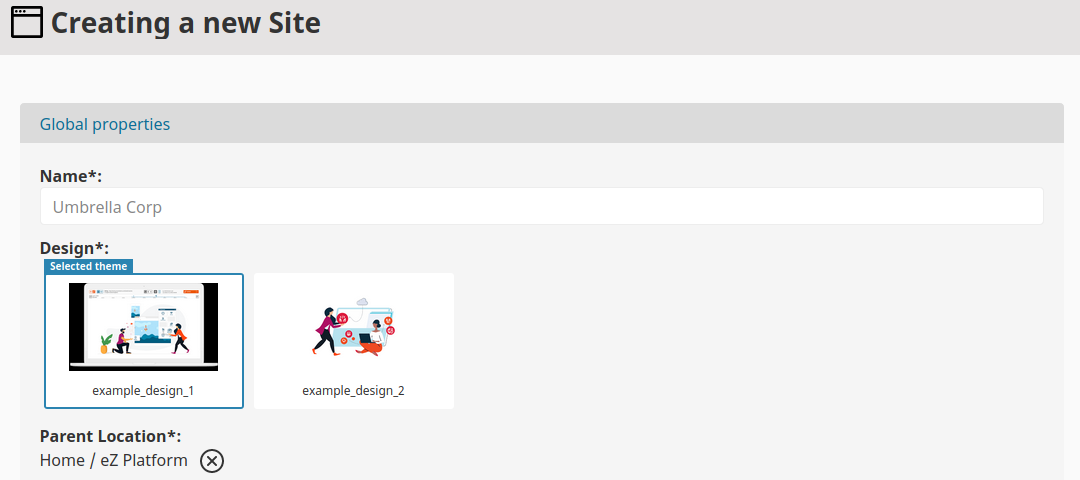 Creating a new Site
Global properties
Name*:
Umbrella Corp
Design*:
Selected theme
example_design_1
example_design_2
Parent Location*:
Home / eZ Platform